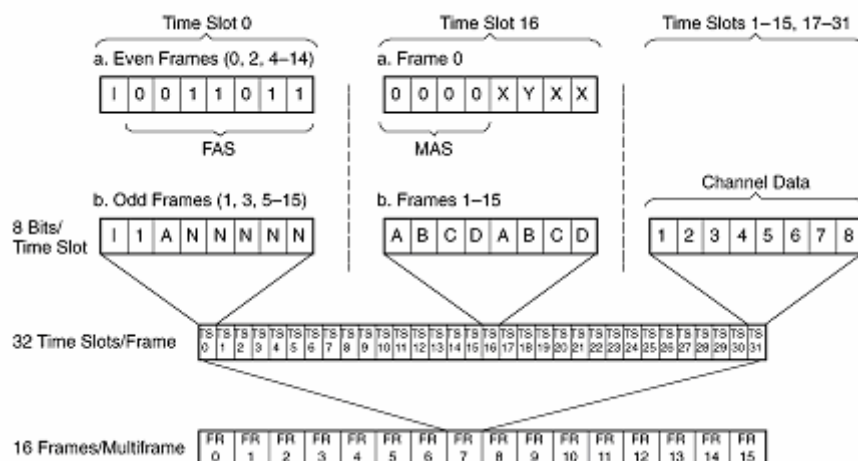 Time Slot 0 Time Slot 16 Time Slots 1–15, 17–31
a. Even Frames (0, 2, 4–14) a. Frame 0
I 0 0 1 1 0 1 1 0 0 0 0 X Y X X
FAS MAS
Channel Data
b. Odd Frames (1, 3, 5–15) b. Frames 1–15
8 Bits/
Time Slot
I 1 A N N N N N A B C D A B C D 1 2 3 4 5 6 7 8
32 Time Slots/Frame
TS TS TS TS TS TS TS TS TS TS TS TS TS TS TS TS TS TS TS TS TS TS TS TS TS TS TS TS TS TS TS TS
0 1 2 3 4 5 6 7 8 9 10 11 12 13 14 15 16 17 18 19 20 21 22 23 24 25 26 27 28 29 30 31
16 Frames/Multiframe
FR FR FR FR FR FR FR FR FR FR FR FR FR FR FR FR
0 1 2 3 4 5 6 7 8 9 10 11 12 13 14 15